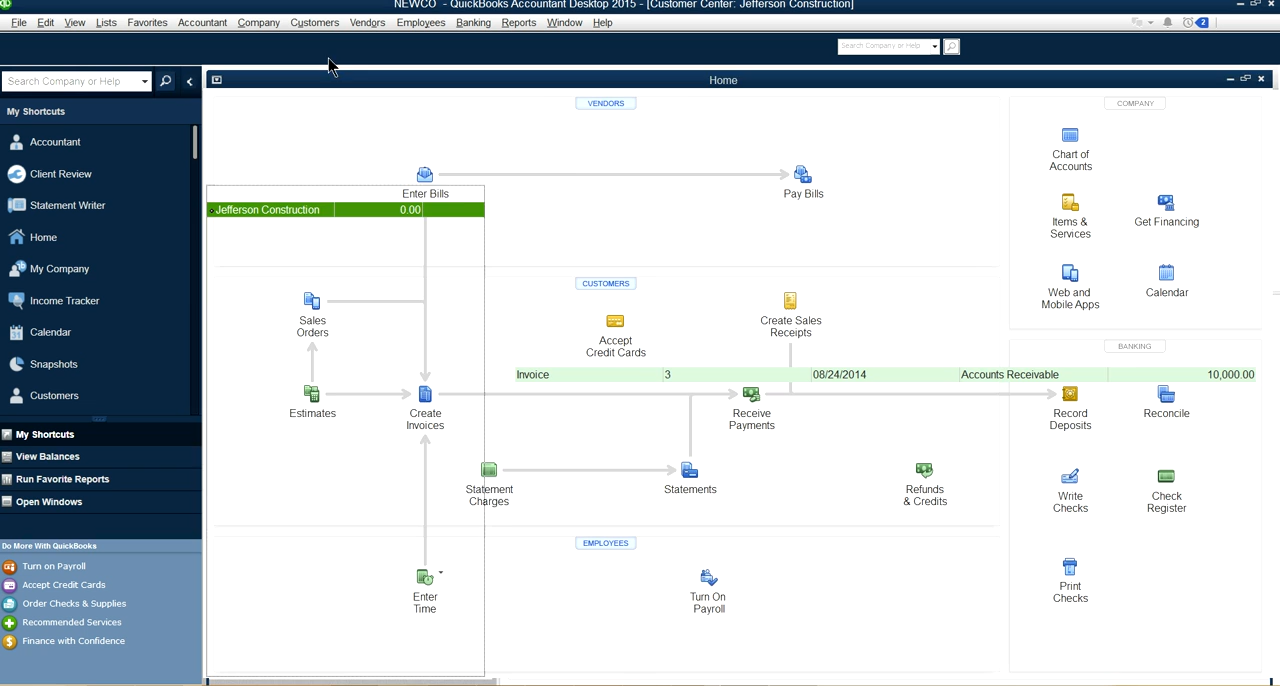 NEWCO - QuickBooks Accountant Desktop 2015 - [Customer Center: Jefferson Construction]
File Edit View Lists Favorites Accountant Company Customers Vendors Employees Banking Reports Window Help
2
Search Company or Help
Search Company or Help
Home
My Shortcuts
Accountant
Client Review
Statement Writer
Home
My Company
Income Tracker
Calendar
Snapshots
Customers
My Shortcuts
View Balances
Run Favorite Reports
Open Windows
Do More With QuickBooks
Turn on Payroll
Accept Credit Cards
Order Checks & Supplies
Recommended Services
Finance with Confidence
VENDORS
Enter Bills
Pay Bills
Jefferson Construction 0.00
CUSTOMERS
Sales
Orders
Accept
Credit Cards
Create Sales
Receipts
Invoice 3 08/24/2014 Accounts Receivable 10,000.00
Estimates
Create
Invoices
Receive
Payments
Statement
Charges
Statements
Refunds
& Credits
EMPLOYEES
Enter
Time
Turn On
Payroll
COMPANY
Chart of
Accounts
Items &
Services
Get Financing
Web and
Mobile Apps
Calendar
BANKING
Record
Deposits
Reconcile
Write
Checks
Check
Register
Print
Checks